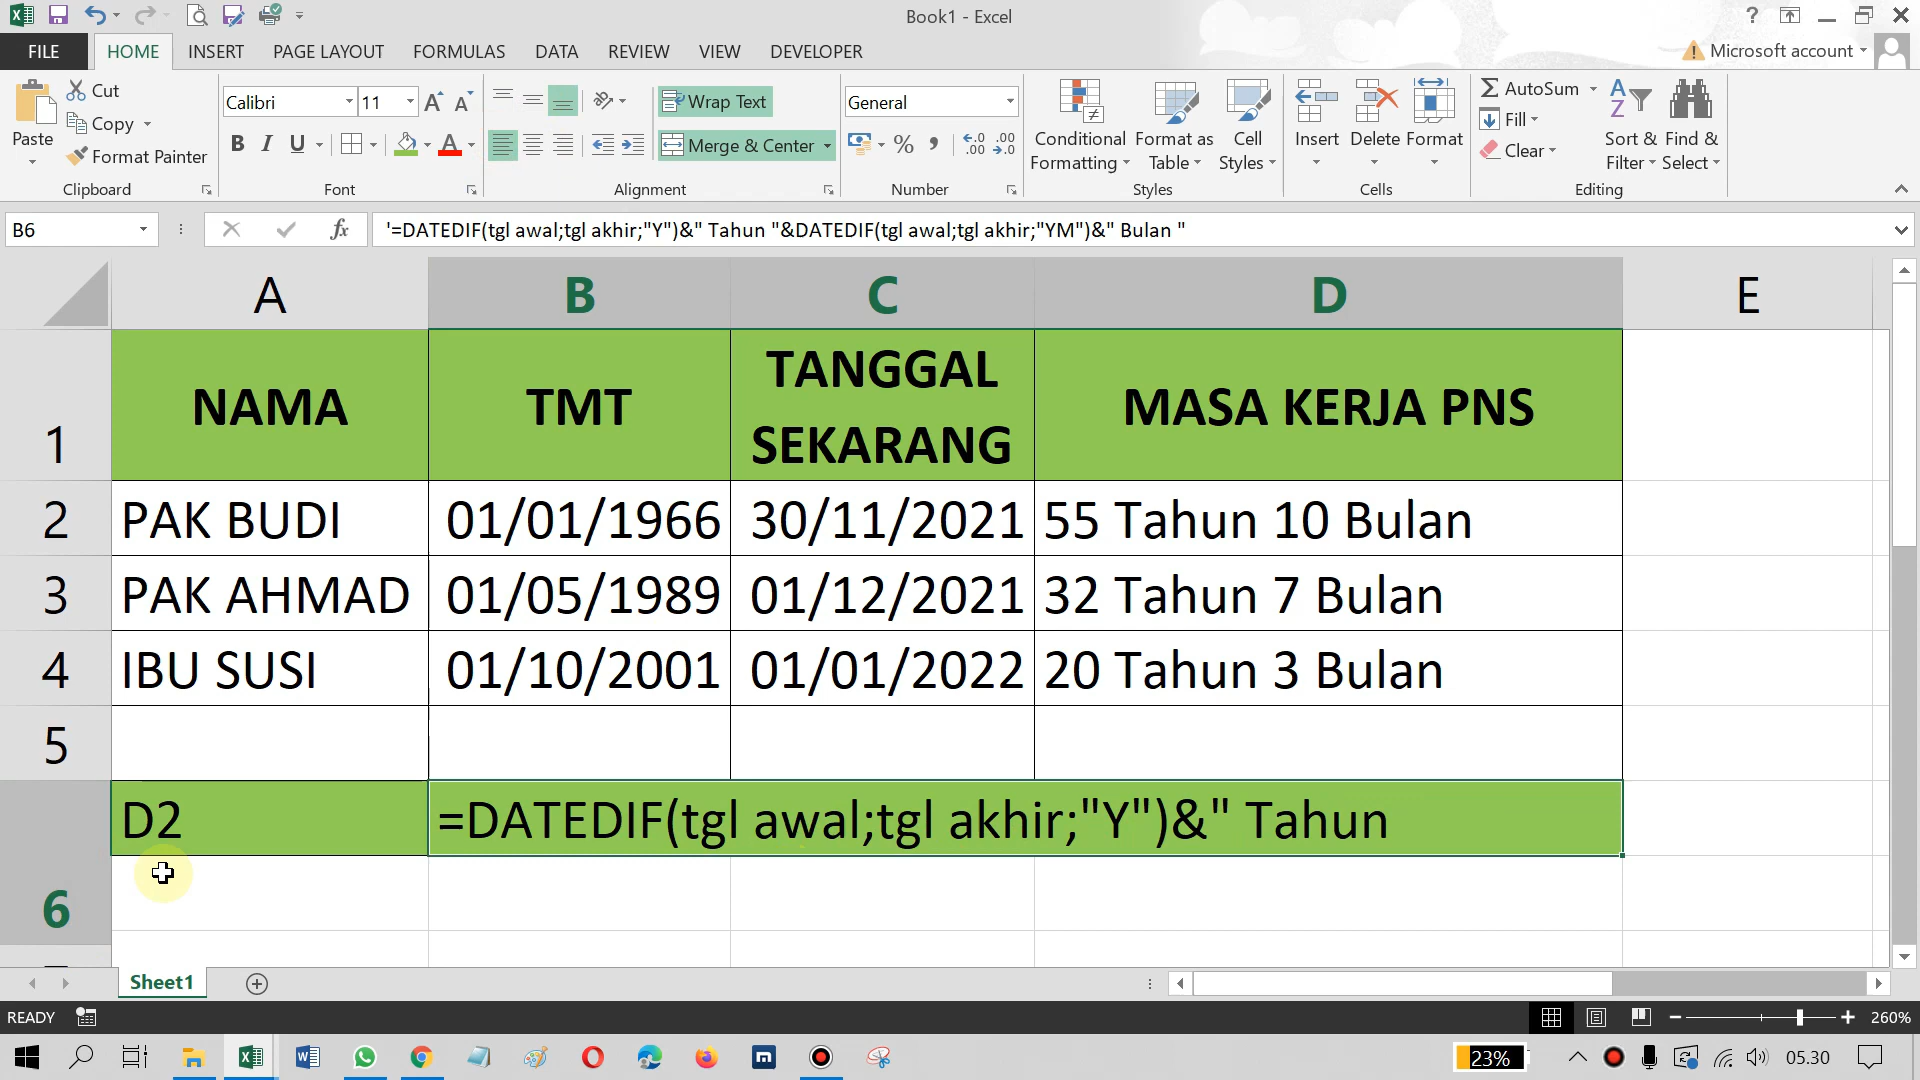 Book1 - Excel
?
FILE HOME INSERT PAGE LAYOUT FORMULAS DATA REVIEW VIEW DEVELOPER Microsoft account
Paste
Cut
Copy
Format Painter
Clipboard
Calibri 11
B I U
Font
Wrap Text
Merge & Center
Alignment
General
% ,
Number
Conditional Formatting
Format as Table
Cell Styles
Styles
Insert Delete Format
Cells
AutoSum
Fill
Clear
Sort & Filter
Find & Select
Editing
B6 fx '=DATEDIF(tgl awal;tgl akhir;"Y")&" Tahun "&DATEDIF(tgl awal;tgl akhir;"YM")&" Bulan "
A B C D E
1 NAMA TMT TANGGAL SEKARANG MASA KERJA PNS
2 PAK BUDI 01/01/1966 30/11/2021 55 Tahun 10 Bulan
3 PAK AHMAD 01/05/1989 01/12/2021 32 Tahun 7 Bulan
4 IBU SUSI 01/10/2001 01/01/2022 20 Tahun 3 Bulan
5
6 D2 =DATEDIF(tgl awal;tgl akhir;"Y")&" Tahun
Sheet1
READY 260%
23% 05.30